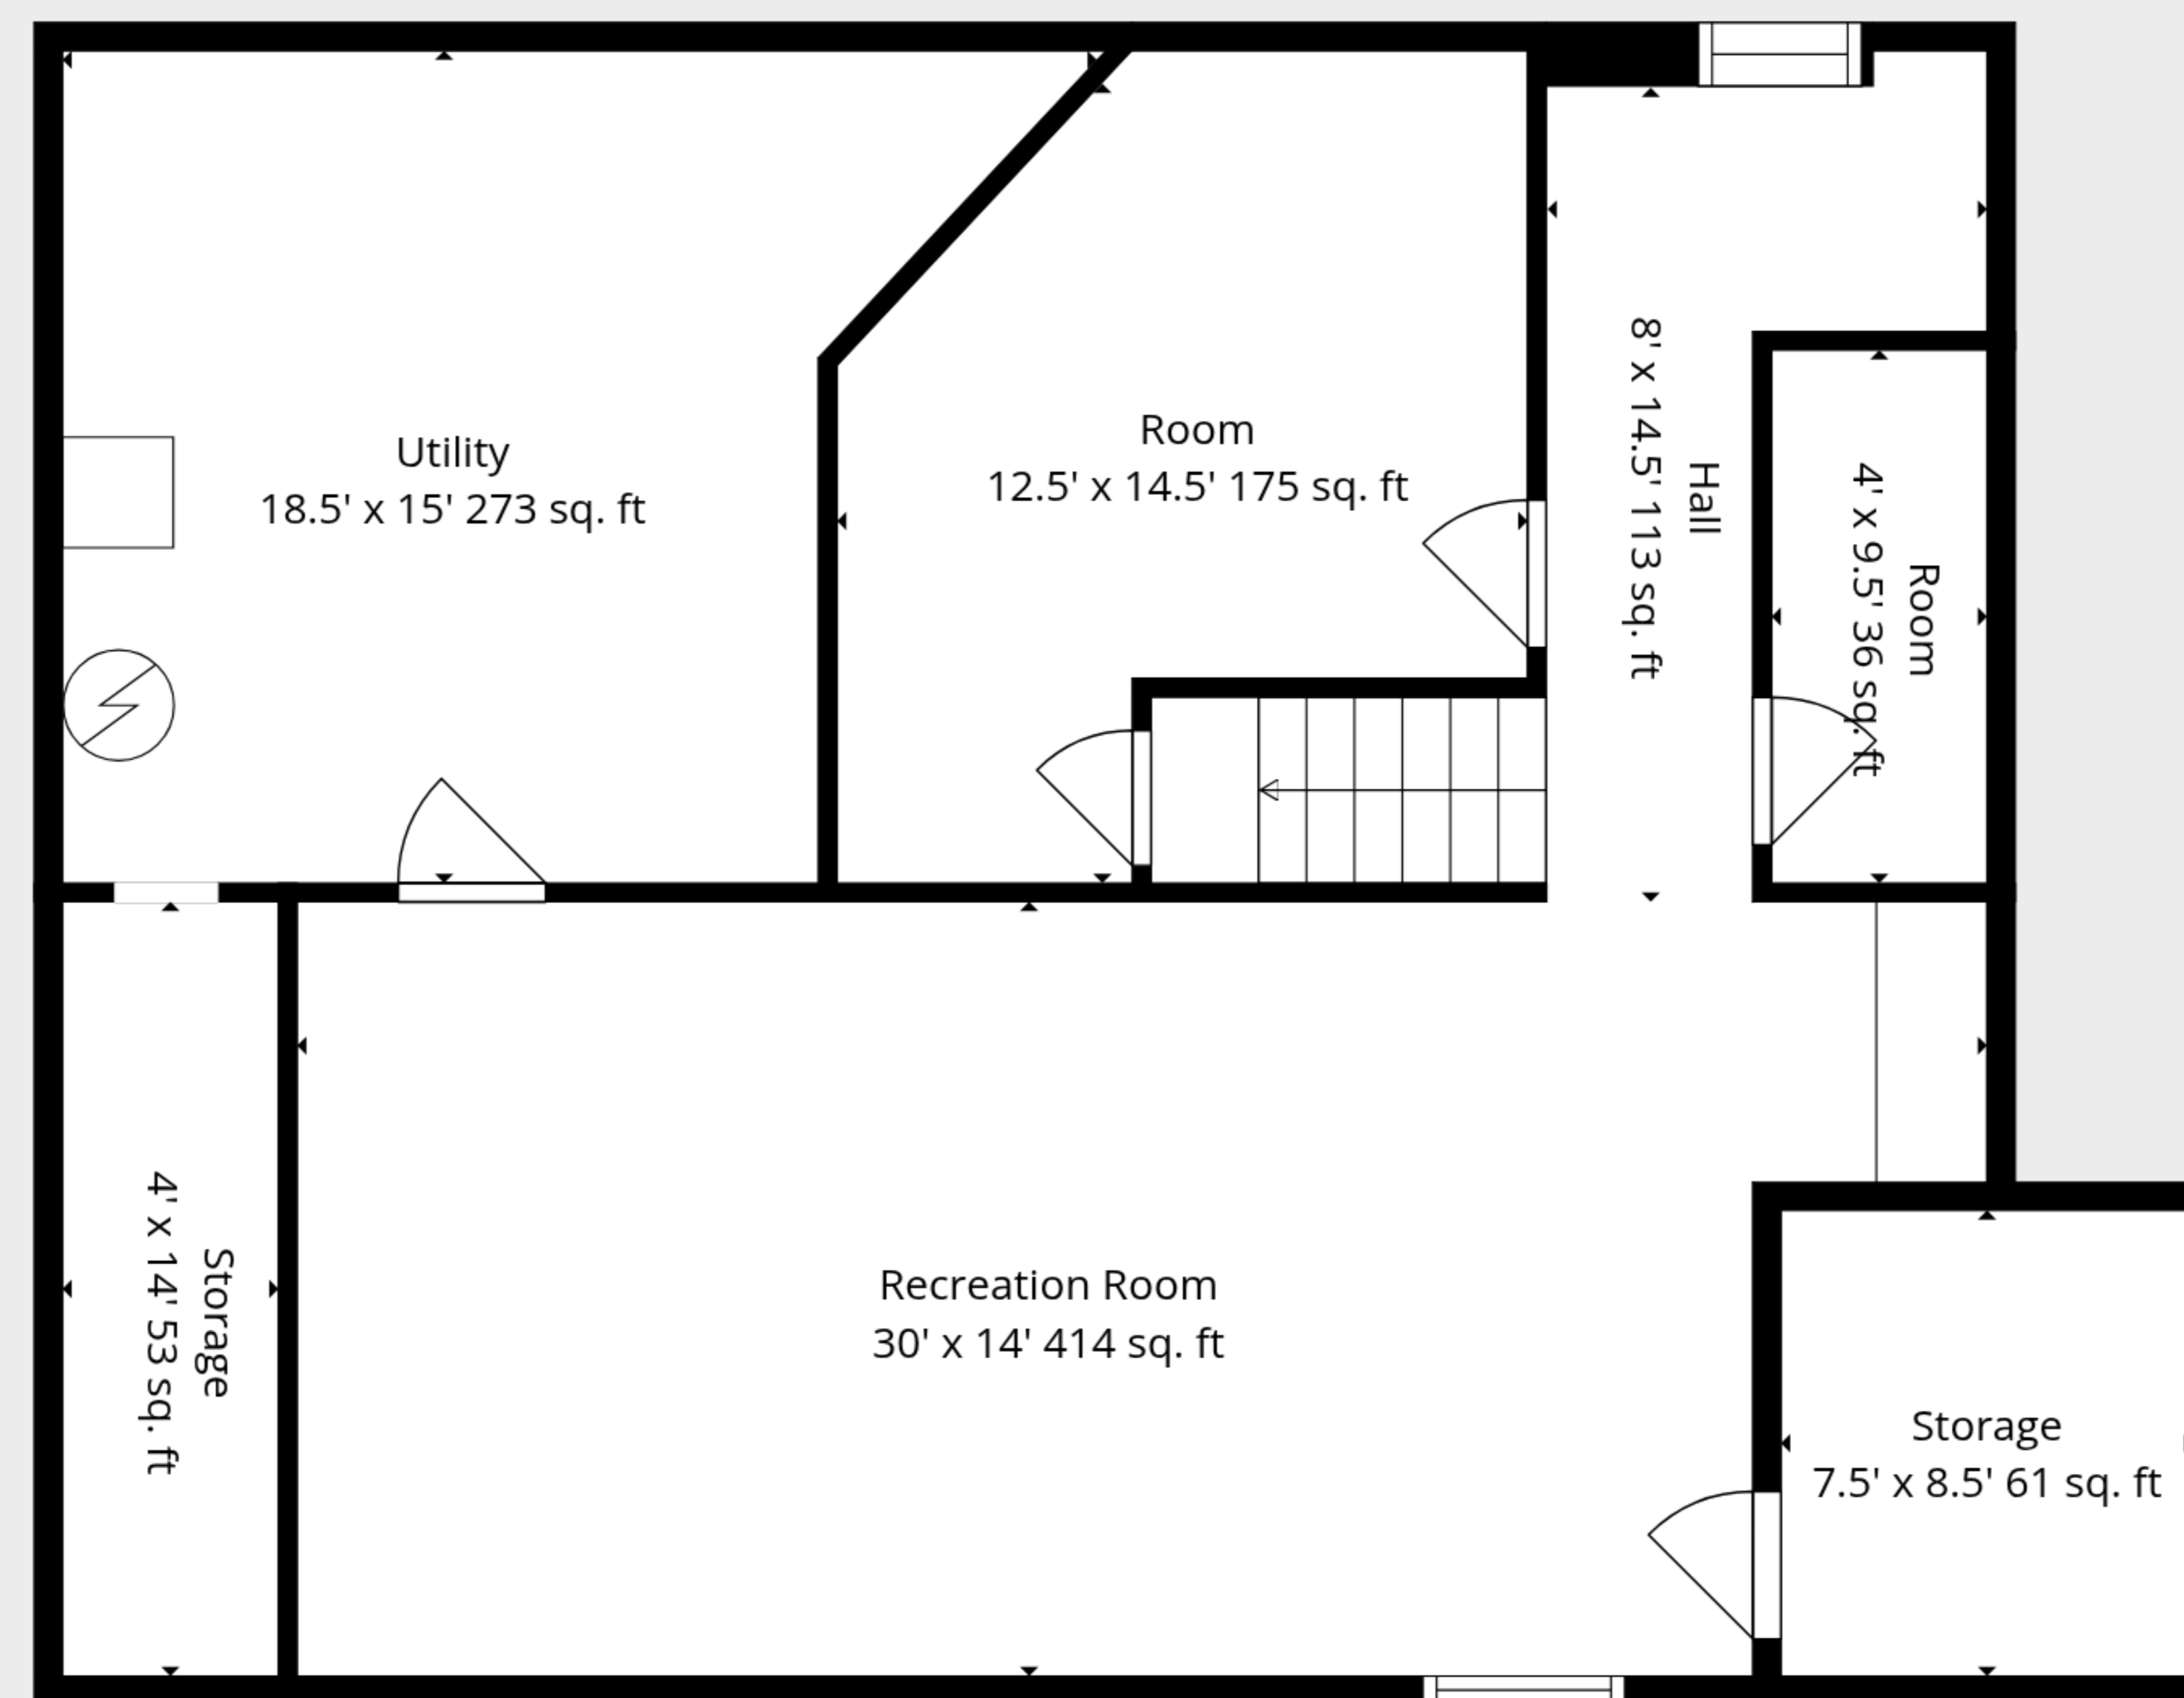 Utility
18.5' x 15' 273 sq. ft
Room
12.5' x 14.5' 175 sq. ft
Hall
8' x 14.5' 113 sq. ft
Room
4' x 9.5' 36 sq. ft
Storage
4' x 14' 53 sq. ft
Recreation Room
30' x 14' 414 sq. ft
Storage
7.5' x 8.5' 61 sq. ft